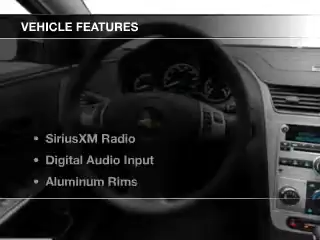 VEHICLE FEATURES
• SiriusXM Radio
• Digital Audio Input
• Aluminum Rims